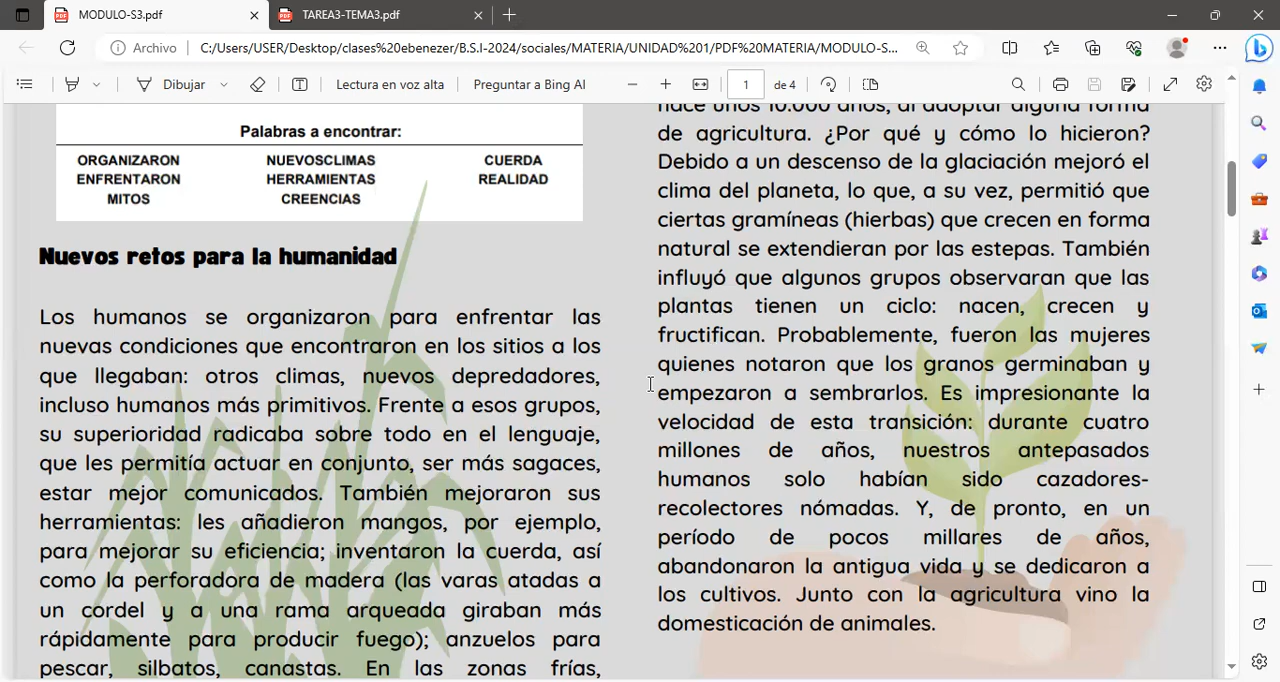 MODULO-S3.pdf
TAREA3-TEMA3.pdf
Archivo
C:/Users/USER/Desktop/clases%20ebenezer/B.S.I-2024/sociales/MATERIA/UNIDAD%201/PDF%20MATERIA/MODULO-S...
Dibujar
Lectura en voz alta
Preguntar a Bing AI
1
de 4
Palabras a encontrar:
ORGANIZARON NUEVOSCLIMAS CUERDA
ENFRENTARON HERRAMIENTAS REALIDAD
MITOS CREENCIAS
Nuevos retos para la humanidad
Los humanos se organizaron para enfrentar las
nuevas condiciones que encontraron en los sitios a los
que llegaban: otros climas, nuevos depredadores,
incluso humanos más primitivos. Frente a esos grupos,
su superioridad radicaba sobre todo en el lenguaje,
que les permitía actuar en conjunto, ser más sagaces,
estar mejor comunicados. También mejoraron sus
herramientas: les añadieron mangos, por ejemplo,
para mejorar su eficiencia; inventaron la cuerda, así
como la perforadora de madera (las varas atadas a
un cordel y a una rama arqueada giraban más
rápidamente para producir fuego); anzuelos para
pescar, silbatos, canastas. En las zonas frías,
hace unos 10.000 años, al adoptar alguna forma
de agricultura. ¿Por qué y cómo lo hicieron?
Debido a un descenso de la glaciación mejoró el
clima del planeta, lo que, a su vez, permitió que
ciertas gramíneas (hierbas) que crecen en forma
natural se extendieran por las estepas. También
influyó que algunos grupos observaran que las
plantas tienen un ciclo: nacen, crecen y
fructifican. Probablemente, fueron las mujeres
quienes notaron que los granos germinaban y
empezaron a sembrarlos. Es impresionante la
velocidad de esta transición: durante cuatro
millones de años, nuestros antepasados
humanos solo habían sido cazadores-
recolectores nómadas. Y, de pronto, en un
período de pocos millares de años,
abandonaron la antigua vida y se dedicaron a
los cultivos. Junto con la agricultura vino la
domesticación de animales.